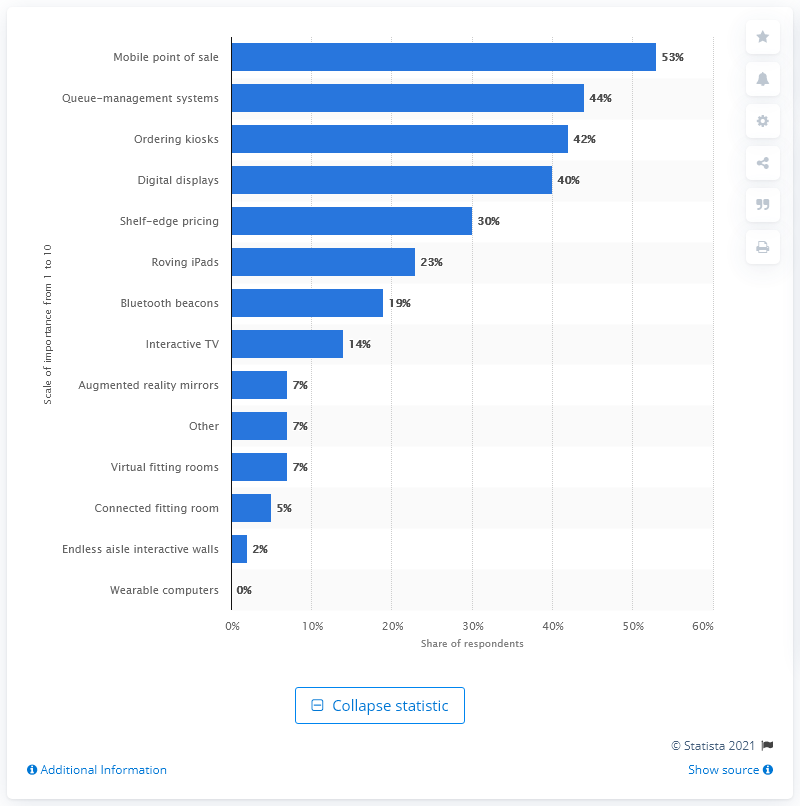 Mobile point of sale 53%
Queue-management systems 44%
Ordering kiosks 42%
Digital displays 40%
Shelf-edge pricing 30%
Roving iPads 23%
Bluetooth beacons 19%
Interactive TV 14%
Augmented reality mirrors 7%
Other 7%
Virtual fitting rooms 7%
Connected fitting room 5%
Endless aisle interactive walls 2%
Wearable computers 0%
Scale of importance from 1 to 10
0% 10% 20% 30% 40% 50% 60%
Share of respondents
Collapse statistic
© Statista 2021
Additional Information Show source